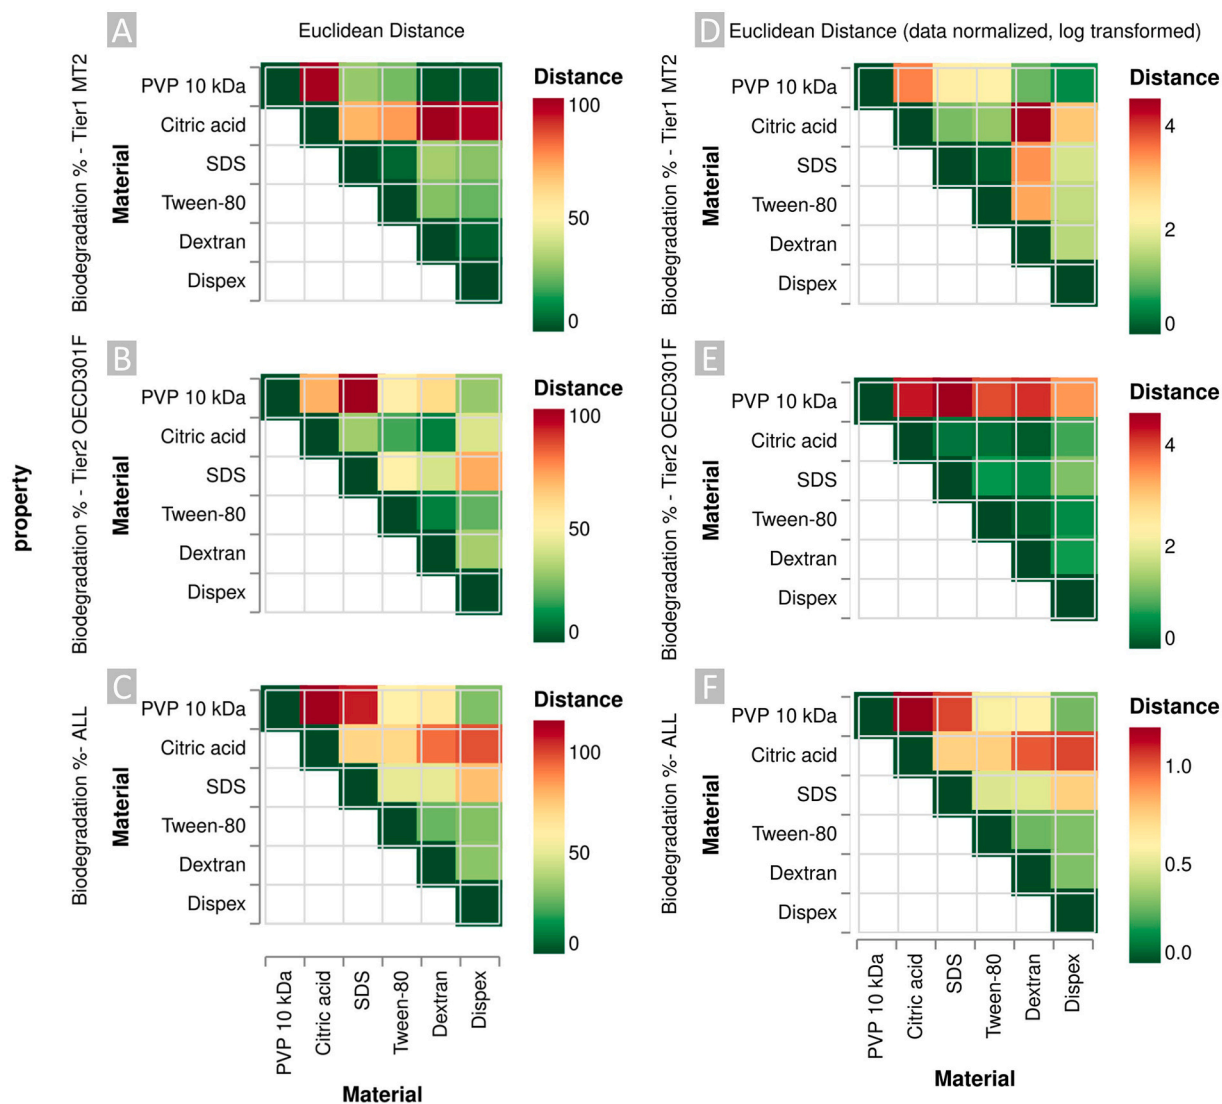 A
Euclidean Distance
Biodegradation % - Tier1 MT2
Material
PVP 10 kDa
Citric acid
SDS
Tween-80
Dextran
Dispex
Distance
100
50
0
D
Euclidean Distance (data normalized, log transformed)
Biodegradation % - Tier1 MT2
Material
PVP 10 kDa
Citric acid
SDS
Tween-80
Dextran
Dispex
Distance
4
2
0
property
B
Biodegradation % - Tier2 OECD301F
Material
PVP 10 kDa
Citric acid
SDS
Tween-80
Dextran
Dispex
Distance
100
50
0
E
Biodegradation % - Tier2 OECD301F
Material
PVP 10 kDa
Citric acid
SDS
Tween-80
Dextran
Dispex
Distance
4
2
0
C
Biodegradation %- ALL
Material
PVP 10 kDa
Citric acid
SDS
Tween-80
Dextran
Dispex
Distance
100
50
0
PVP 10 kDa
Citric acid
SDS
Tween-80
Dextran
Dispex
Material
F
Biodegradation %- ALL
Material
PVP 10 kDa
Citric acid
SDS
Tween-80
Dextran
Dispex
Distance
1.0
0.5
0.0
PVP 10 kDa
Citric acid
SDS
Tween-80
Dextran
Dispex
Material